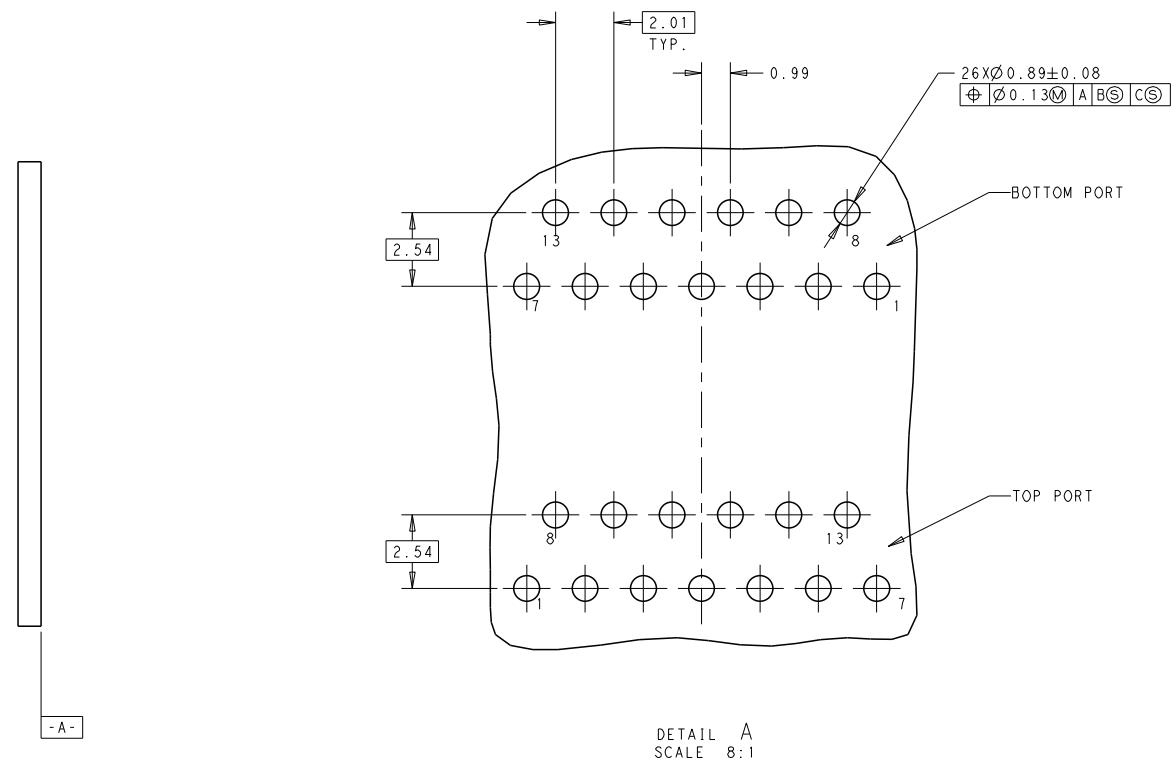 2.01
TYP.
0.99
26XØ0.89±0.08
⌖ Ø0.13Ⓜ A BⓈ CⓈ
BOTTOM PORT
13
8
2.54
7
1
TOP PORT
8
13
2.54
1
7
-A-
DETAIL A
SCALE 8:1